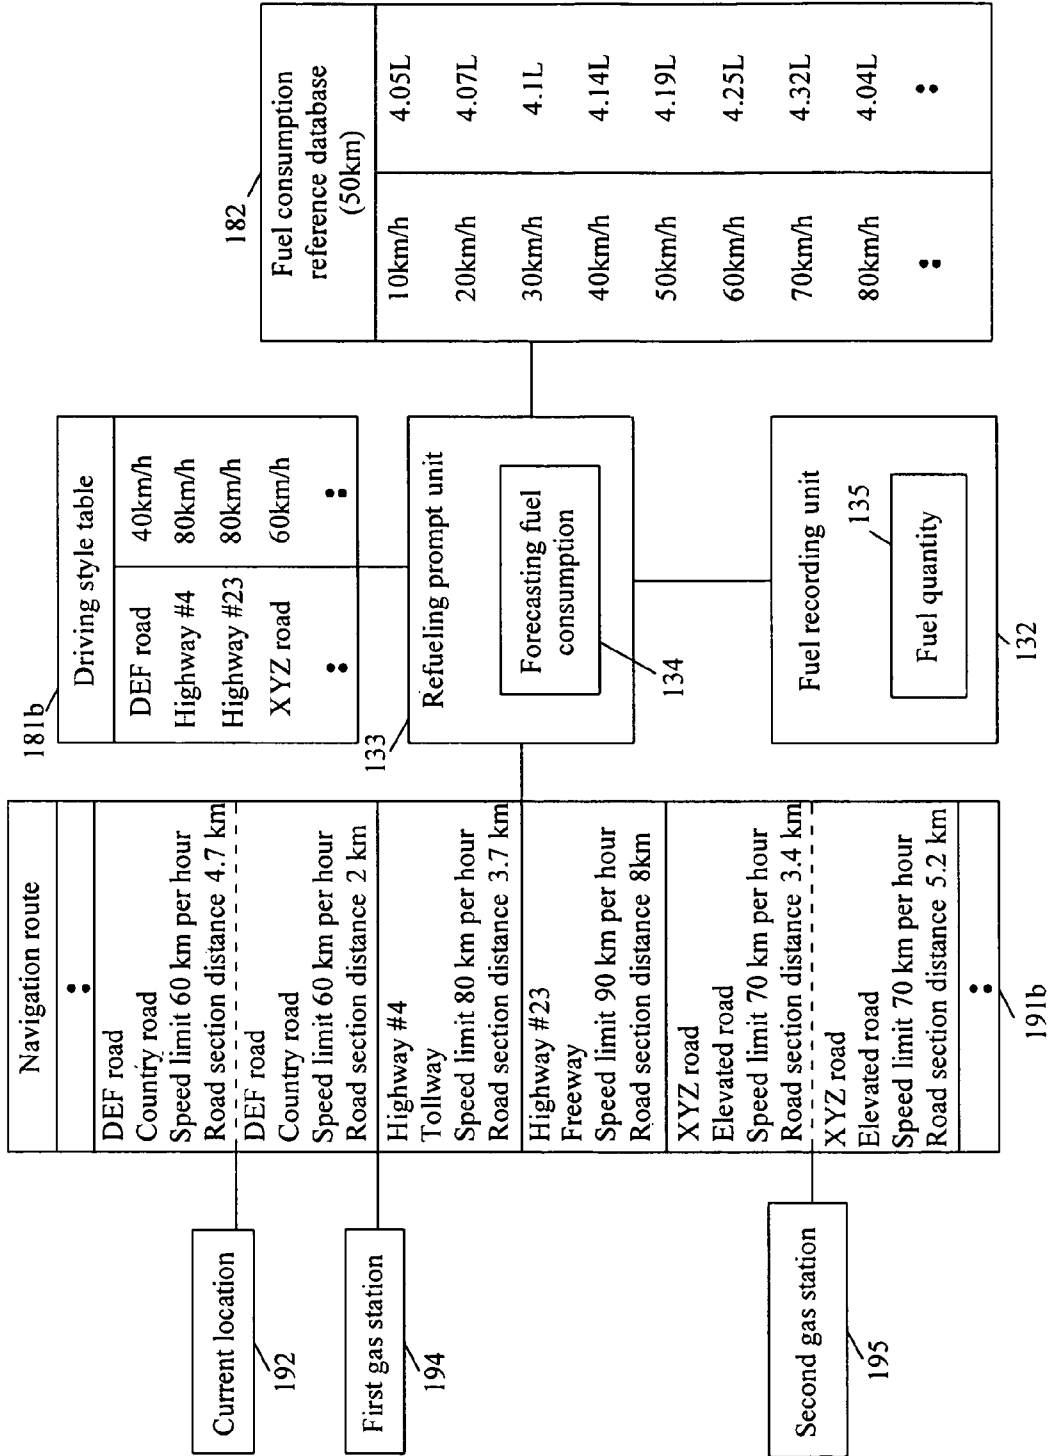 Current location
192
First gas station
194
Second gas station
195
Navigation route
DEF road
Country road
Speed limit 60 km per hour
Road section distance 4.7 km
DEF road
Country road
Speed limit 60 km per hour
Road section distance 2 km
Highway #4
Tollway
Speed limit 80 km per hour
Road section distance 3.7 km
Highway #23
Freeway
Speed limit 90 km per hour
Road section distance 8km
XYZ road
Elevated road
Speed limit 70 km per hour
Road section distance 3.4 km
XYZ road
Elevated road
Speed limit 70 km per hour
Road section distance 5.2 km
191b
181b
Driving style table
DEF road 40km/h
Highway #4 80km/h
Highway #23 80km/h
XYZ road 60km/h
133
Refueling prompt unit
Forecasting fuel
consumption
134
Fuel recording unit
135
Fuel quantity
132
182
Fuel consumption
reference database
(50km)
10km/h 4.05L
20km/h 4.07L
30km/h 4.1L
40km/h 4.14L
50km/h 4.19L
60km/h 4.25L
70km/h 4.32L
80km/h 4.04L